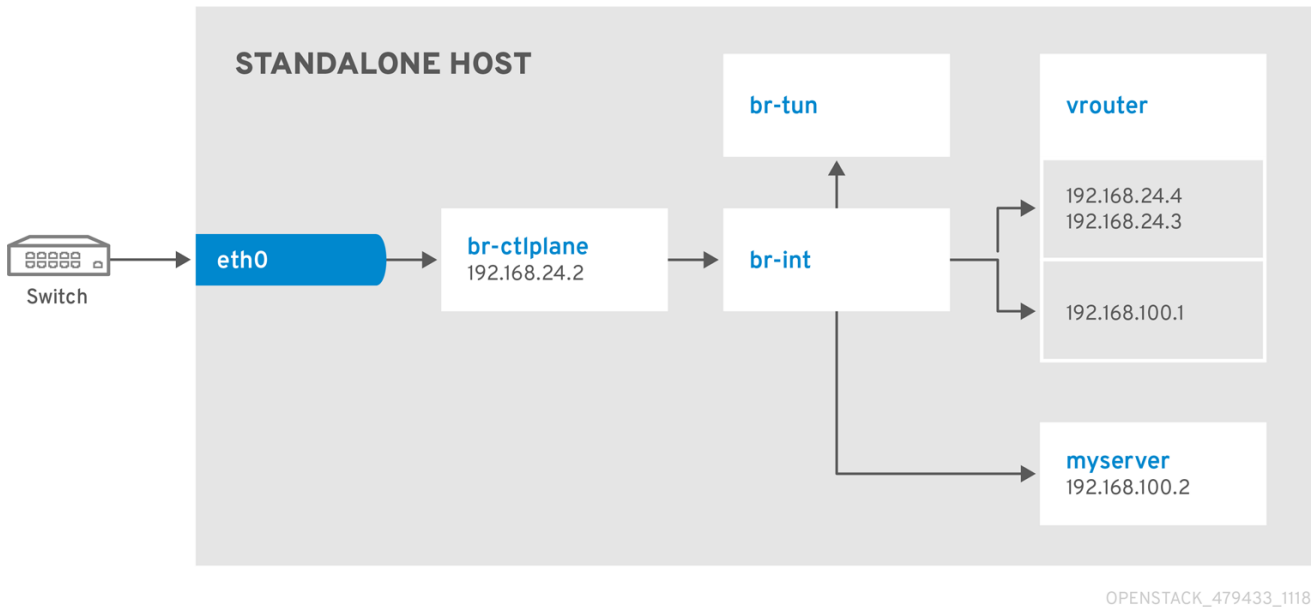 STANDALONE HOST
br-tun
vrouter
192.168.24.4
192.168.24.3
eth0
br-ctlplane
192.168.24.2
br-int
Switch
192.168.100.1
myserver
192.168.100.2
OPENSTACK_479433_1118